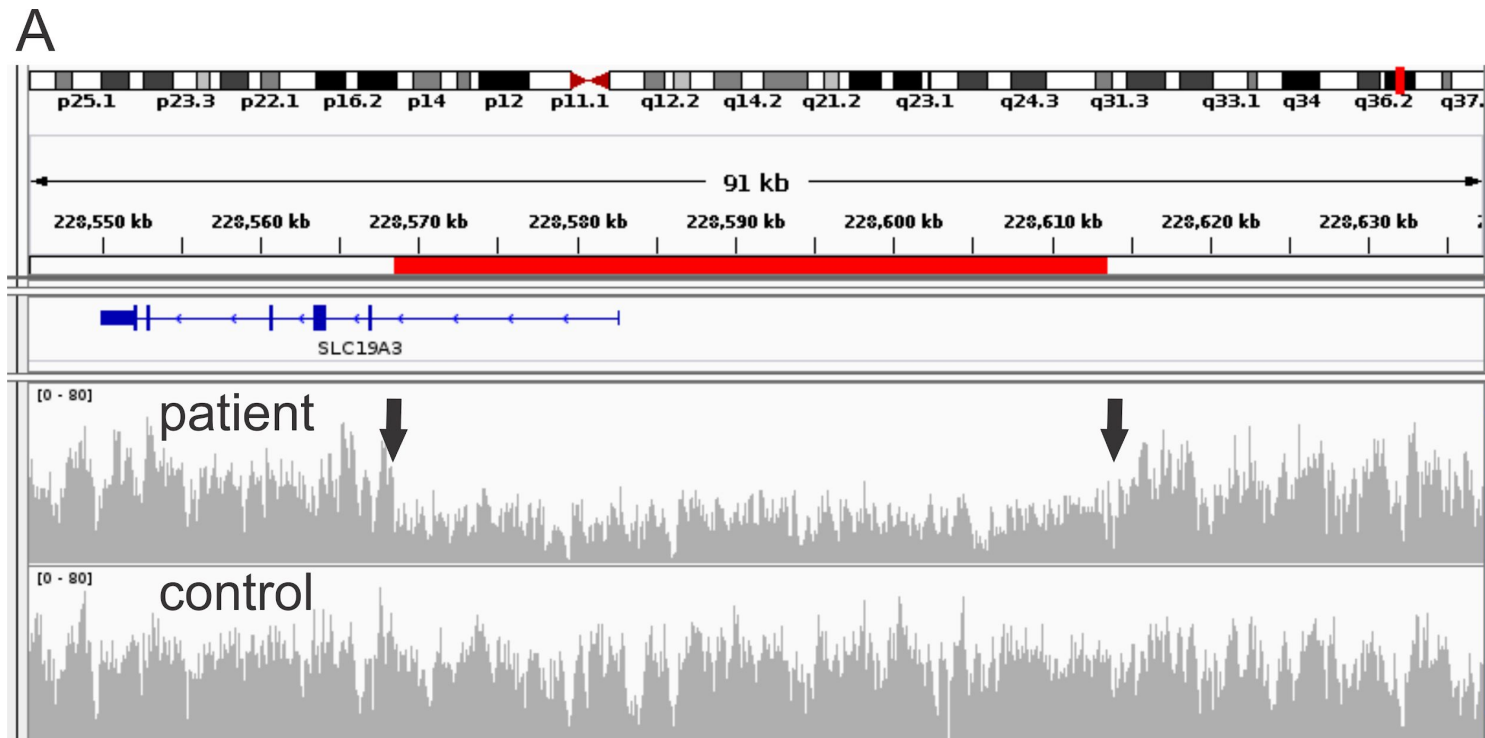 A
p25.1 p23.3 p22.1 p16.2 p14 p12 p11.1 q12.2 q14.2 q21.2 q23.1 q24.3 q31.3 q33.1 q34 q36.2 q37.
91 kb
228,550 kb 228,560 kb 228,570 kb 228,580 kb 228,590 kb 228,600 kb 228,610 kb 228,620 kb 228,630 kb
SLC19A3
[0 - 80]
patient
[0 - 80]
control